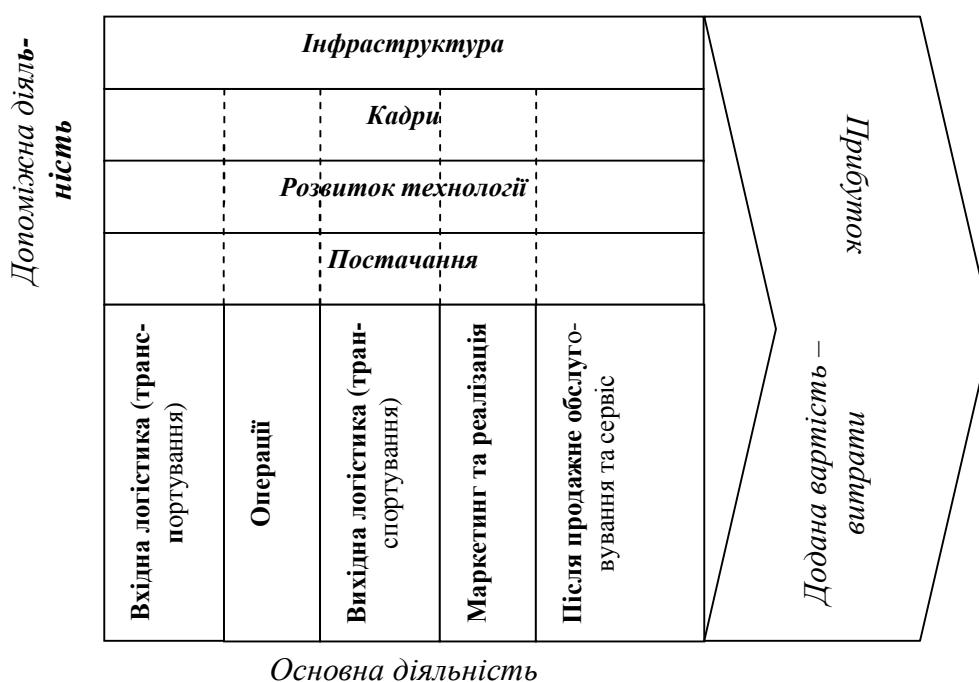 Допоміжна діяль-
ність
Інфраструктура
Кадри
Розвиток технології
Постачання
Вхідна логістика (транс-
портування)
Операції
Вихідна логістика (тран-
спортування)
Маркетинг та реалізація
Після продажне обслуго-
вування та сервіс
Прибуток
Додана вартість –
витрати
Основна діяльність